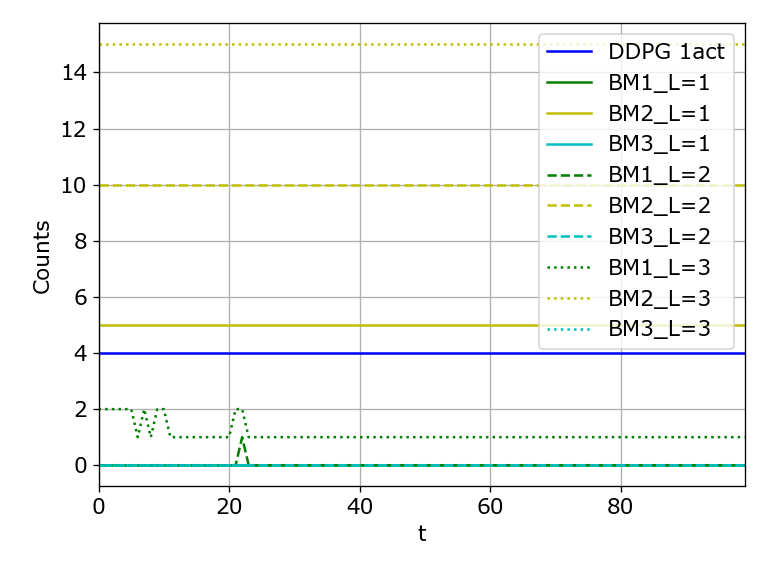 14
12
10
8
6
4
2
0
Counts
0 20 40 60 80
t
DDPG 1act
BM1_L=1
BM2_L=1
BM3_L=1
BM1_L=2
BM2_L=2
BM3_L=2
BM1_L=3
BM2_L=3
BM3_L=3